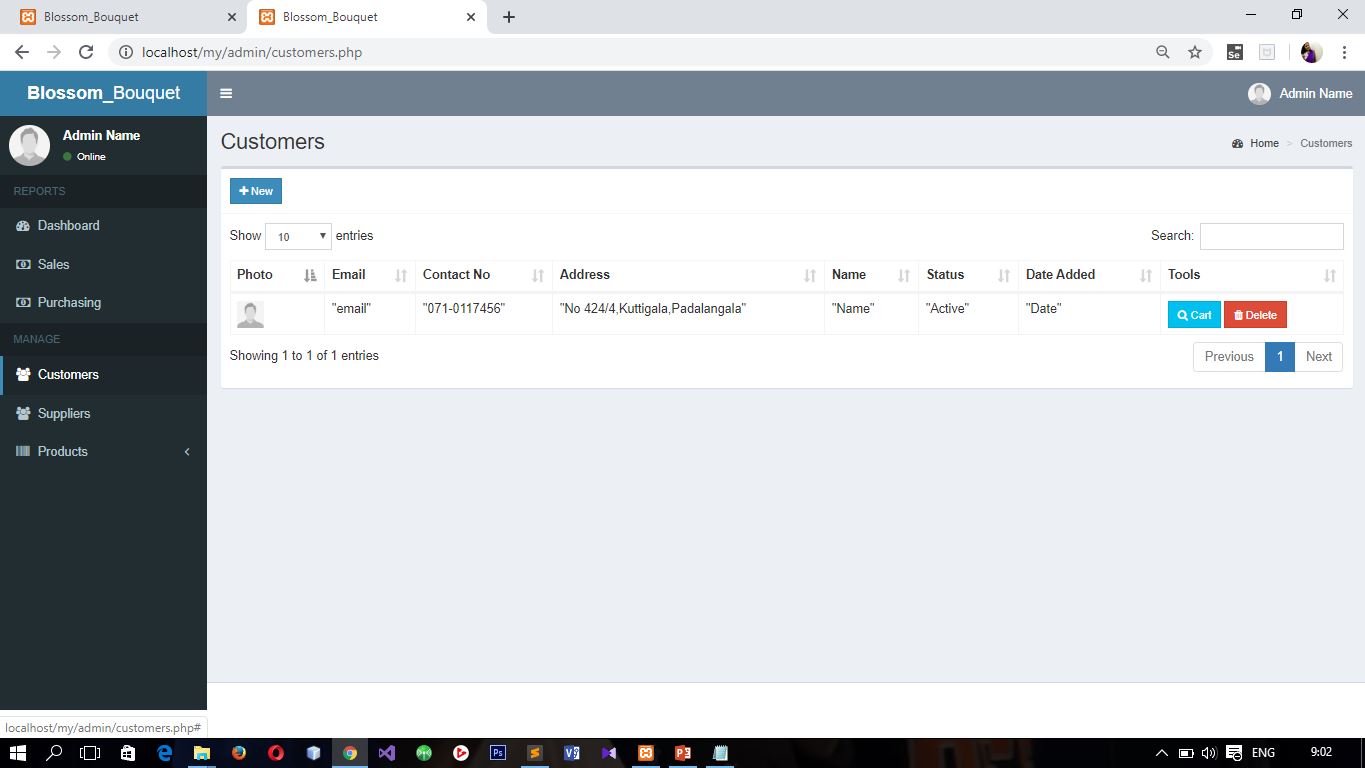 Blossom_Bouquet
Blossom_Bouquet
localhost/my/admin/customers.php
Se
Blossom_Bouquet
Admin Name
Admin Name
Online
Customers
Home > Customers
REPORTS
New
Dashboard
Show 10 entries
Search:
Sales
Photo Email Contact No Address Name Status Date Added Tools
Purchasing
"email" "071-0117456" "No 424/4,Kuttigala,Padalangala" "Name" "Active" "Date" Cart Delete
MANAGE
Showing 1 to 1 of 1 entries
Previous 1 Next
Customers
Suppliers
Products
localhost/my/admin/customers.php#
Ps
ENG
9:02